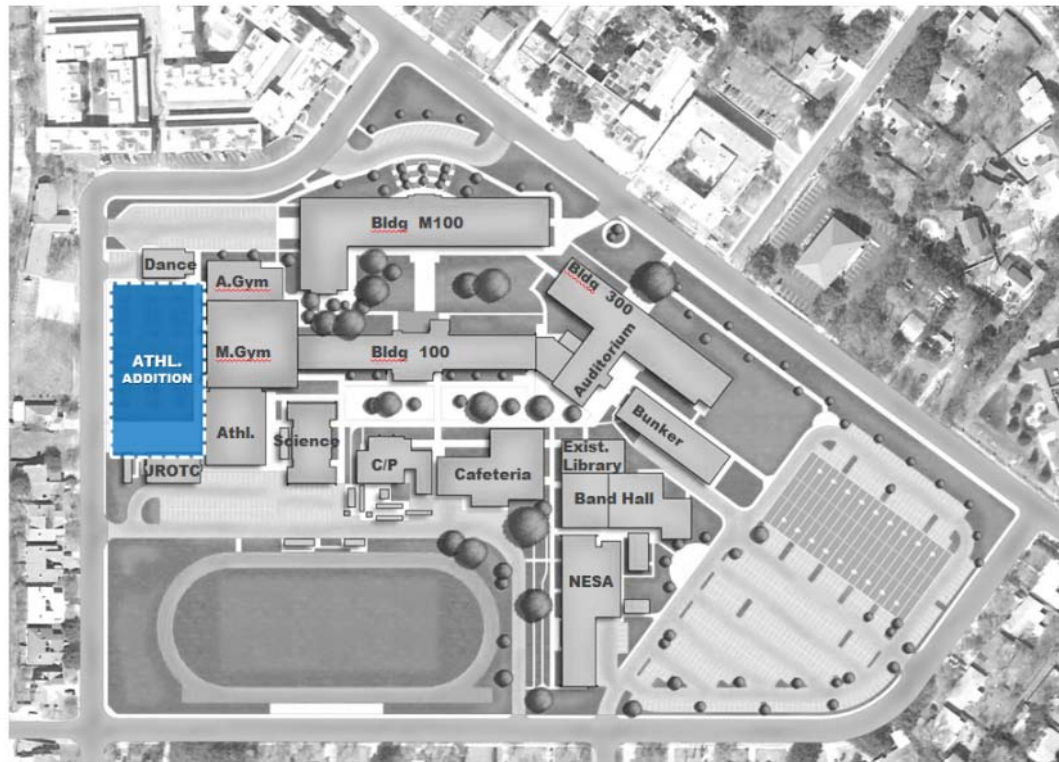 Bldg M100
Dance
A.Gym
Bldg 300
ATHL.
ADDITION
M.Gym
Bldg 100
Auditorium
Bunker
Athl.
Science
Exist.
Library
C/P
Cafeteria
JROTC
Band Hall
NESA